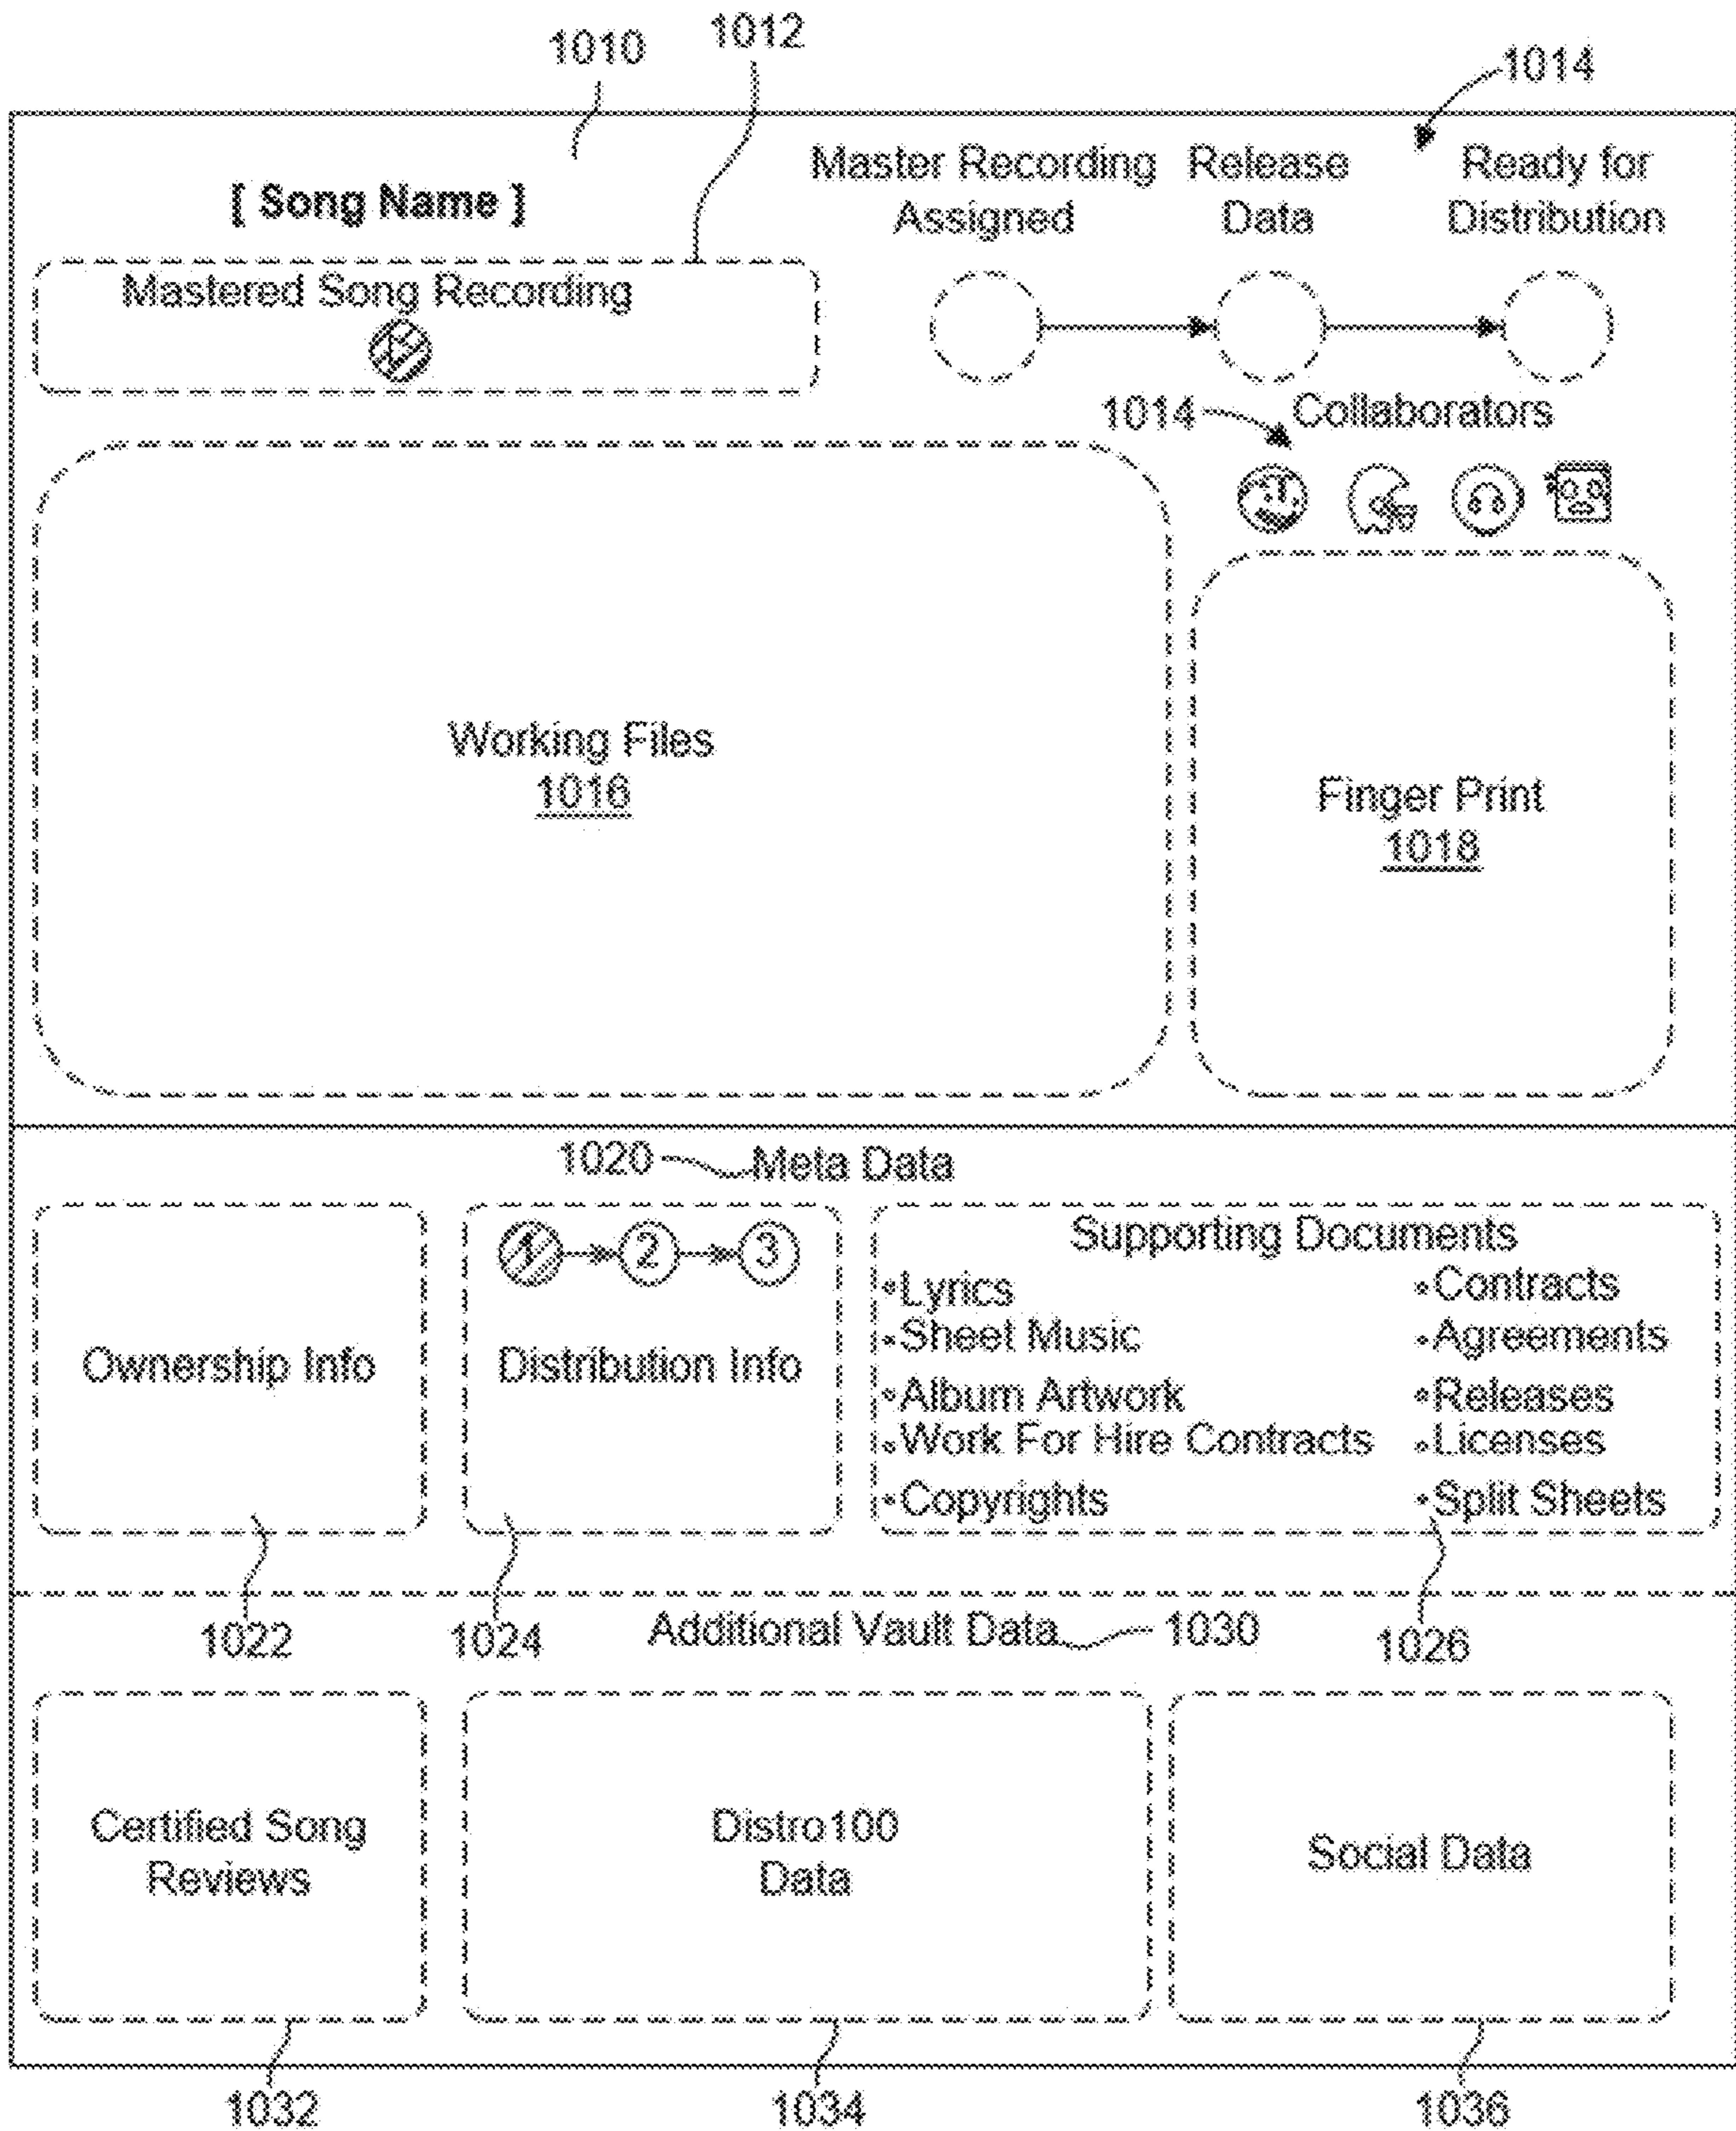 1010
1012
1014
[ Song Name ]
Master Recording
Assigned
Release
Data
Ready for
Distribution
Mastered Song Recording
1014
Collaborators
Working Files
1016
Finger Print
1018
1020
Meta Data
Ownership Info
1
2
3
Distribution Info
Supporting Documents
•Lyrics
•Sheet Music
•Album Artwork
•Work For Hire Contracts
•Copyrights
•Contracts
•Agreements
•Releases
•Licenses
•Split Sheets
1022
1024
Additional Vault Data
1030
1026
Certified Song
Reviews
Distro100
Data
Social Data
1032
1034
1036